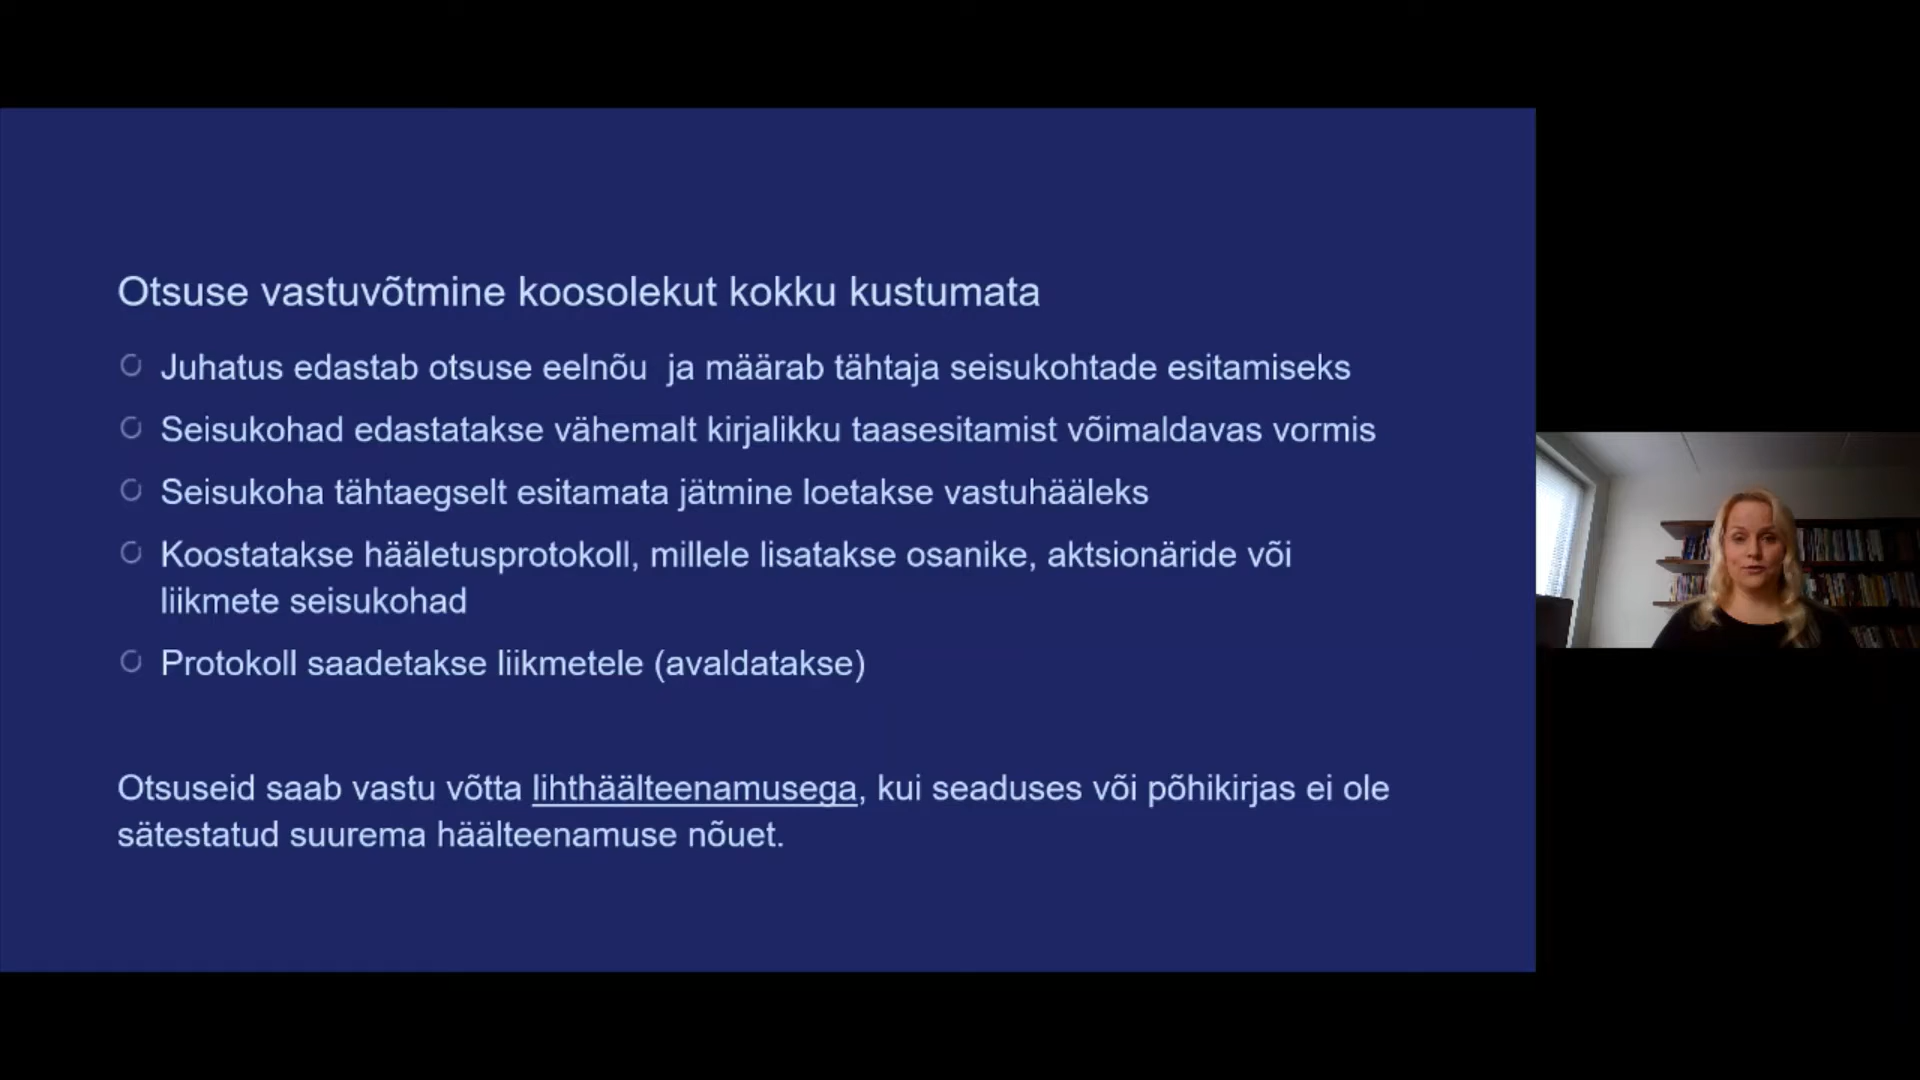 Otsuse vastuvõtmine koosolekut kokku kustumata
Juhatus edastab otsuse eelnõu ja määrab tähtaja seisukohtade esitamiseks
Seisukohad edastatakse vähemalt kirjalikku taasesitamist võimaldavas vormis
Seisukoha tähtaegselt esitamata jätmine loetakse vastuhääleks
Koostatakse hääletusprotokoll, millele lisatakse osanike, aktsionäride või
liikmete seisukohad
Protokoll saadetakse liikmetele (avaldatakse)
Otsuseid saab vastu võtta lihthäälteenamusega, kui seaduses või põhikirjas ei ole
sätestatud suurema häälteenamuse nõuet.